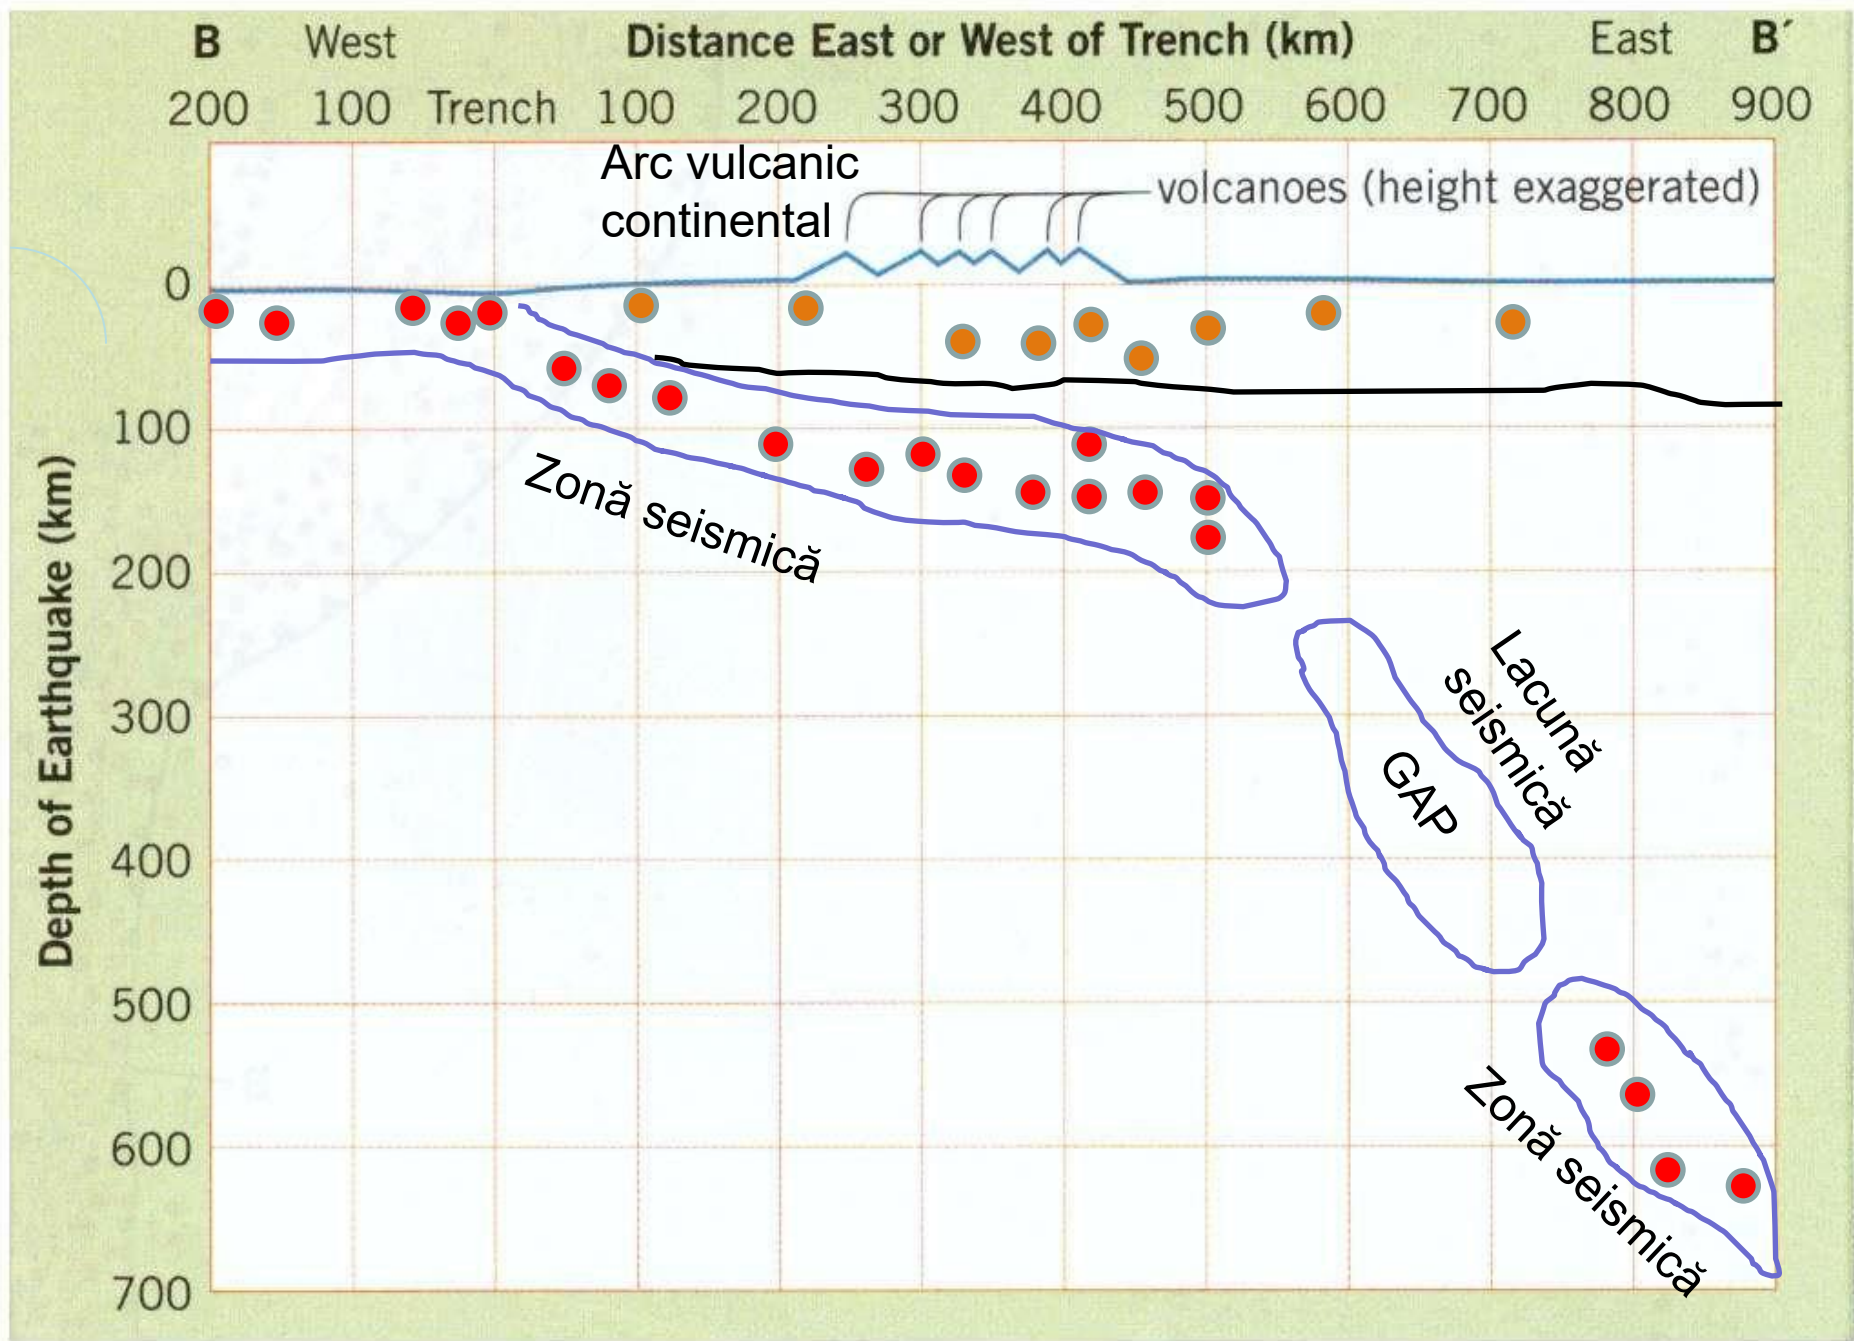 B West Distance East or West of Trench (km) East B´
200 100 Trench 100 200 300 400 500 600 700 800 900
Arc vulcanic
continental
volcanoes (height exaggerated)
Depth of Earthquake (km)
0
100
200
300
400
500
600
700
Zonă seismică
Lacună
seismică
GAP
Zonă seismică